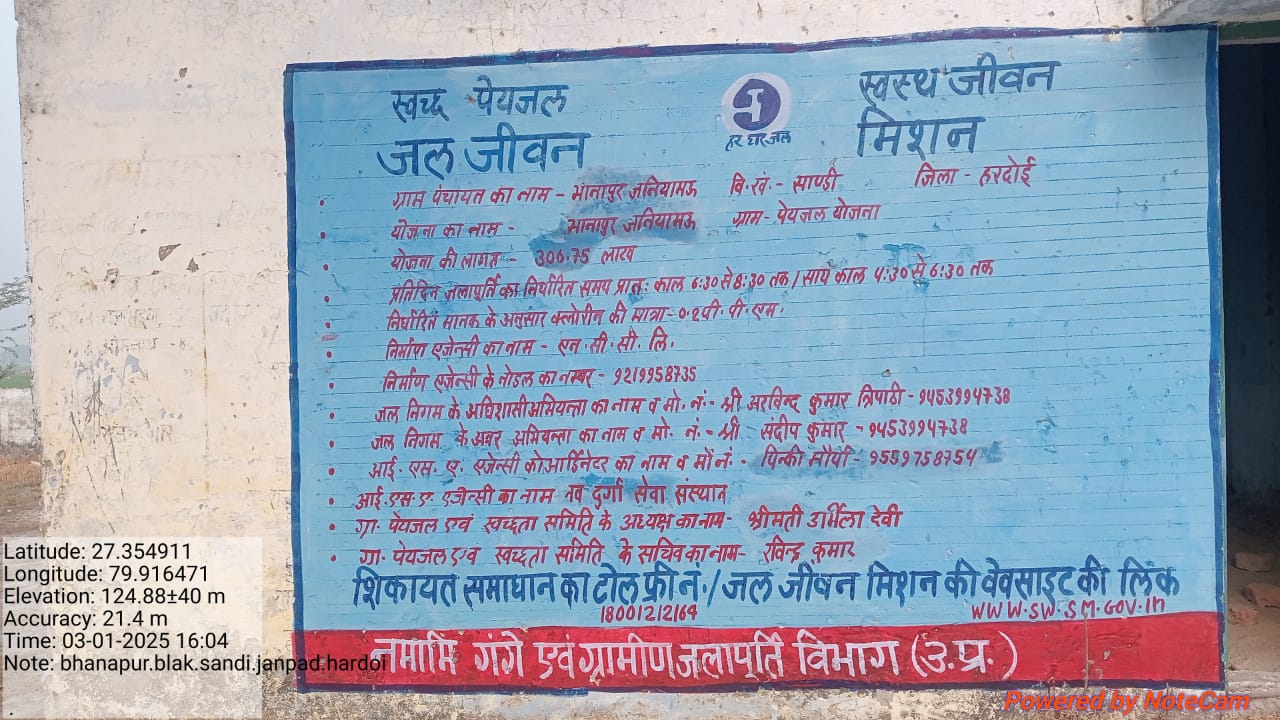 स्वच्छ पेयजल
स्वस्थ जीवन
जल जीवन
हर घर जल
मिशन
ग्राम पंचायत का नाम - भानापुर जनियामऊ वि.खं.- साण्डी जिला - हरदोई
योजना का नाम - भानापुर जनियामऊ ग्राम- पेयजल योजना
योजना की लागत - 306.75 लाख
प्रतिदिन जलापूर्ति का निर्धारित समय प्रातः काल 6:30 से 8:30 तक / सायं काल 4:30 से 6:30 तक
निर्धारित मानक के अनुसार क्लोरीन की मात्रा - 0.2 पी.पी.एम.
निर्माण एजेन्सी का नाम - एन.सी.सी.लि.
निर्माण एजेन्सी के नोडल का नम्बर - 9219958735
जल निगम के अधिशासी अभियन्ता का नाम व मो. नं.- श्री अरविन्द कुमार त्रिपाठी - 9453994738
जल निगम के अवर अभियन्ता का नाम व मो. नं.- श्री संदीप कुमार - 9453994738
आई. एस. ए. एजेन्सी कोआर्डिनेटर का नाम व मो नं.- पिन्की मौर्या - 9559758754
आई.एस ए एजेन्सी का नाम नव दुर्गा सेवा संस्थान
ग्रा. पेयजल एवं स्वच्छता समिति के अध्यक्ष का नाम- श्रीमती उर्मिला देवी
गा. पेयजल एवं स्वच्छता समिति के सचिव का नाम- रविन्द्र कुमार
शिकायत समाधान का टोल फ्री नं./जल जीवन मिशन की वेवसाइट की लिंक
18001212164 WWW.SW.SM.GOV.in
नमामि गंगे एवं ग्रामीण जलापूर्ति विभाग (उ.प्र.)
Latitude: 27.354911
Longitude: 79.916471
Elevation: 124.88±40 m
Accuracy: 21.4 m
Time: 03-01-2025 16:04
Note: bhanapur.blak.sandi.janpad.hardoi
.
Powered by NoteCam